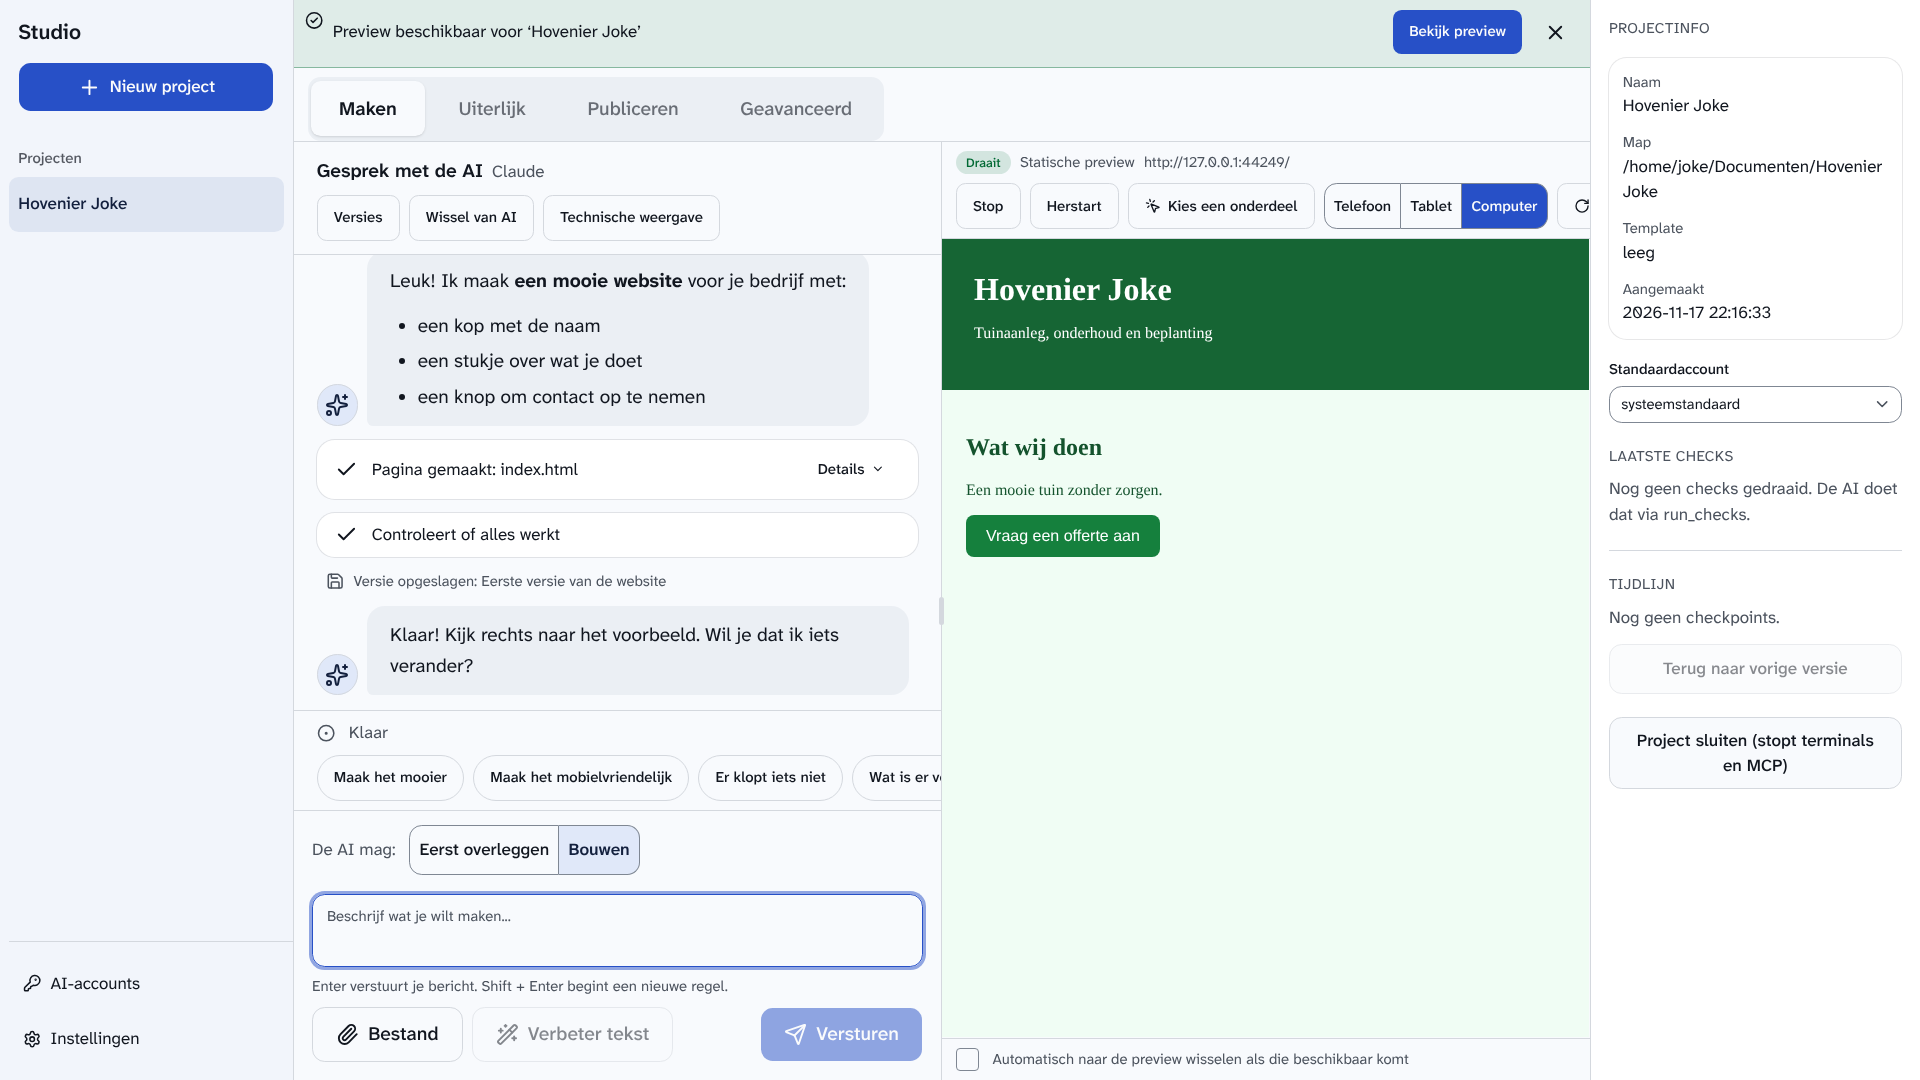 Studio
Nieuw project
Projecten
Hovenier Joke
AI-accounts
Instellingen
Preview beschikbaar voor ‘Hovenier Joke’
Bekijk preview
Maken
Uiterlijk
Publiceren
Geavanceerd
Gesprek met de AI Claude
Versies
Wissel van AI
Technische weergave
Leuk! Ik maak een mooie website voor je bedrijf met:
• een kop met de naam
• een stukje over wat je doet
• een knop om contact op te nemen
Pagina gemaakt: index.html
Details
Controleert of alles werkt
Versie opgeslagen: Eerste versie van de website
Klaar! Kijk rechts naar het voorbeeld. Wil je dat ik iets
verander?
Klaar
Maak het mooier
Maak het mobielvriendelijk
Er klopt iets niet
Wat is er
De AI mag:
Eerst overleggen
Bouwen
Beschrijf wat je wilt maken...
Enter verstuurt je bericht. Shift + Enter begint een nieuwe regel.
Bestand
Verbeter tekst
Versturen
Draait
Statische preview http://127.0.0.1:44249/
Stop
Herstart
Kies een onderdeel
Telefoon
Tablet
Computer
Hovenier Joke
Tuinaanleg, onderhoud en beplanting
Wat wij doen
Een mooie tuin zonder zorgen.
Vraag een offerte aan
Automatisch naar de preview wisselen als die beschikbaar komt
PROJECTINFO
Naam
Hovenier Joke
Map
/home/joke/Documenten/Hovenier
Joke
Template
leeg
Aangemaakt
2026-11-17 22:16:33
Standaardaccount
systeemstandaard
LAATSTE CHECKS
Nog geen checks gedraaid. De AI doet
dat via run_checks.
TIJDLIJN
Nog geen checkpoints.
Terug naar vorige versie
Project sluiten (stopt terminals
en MCP)